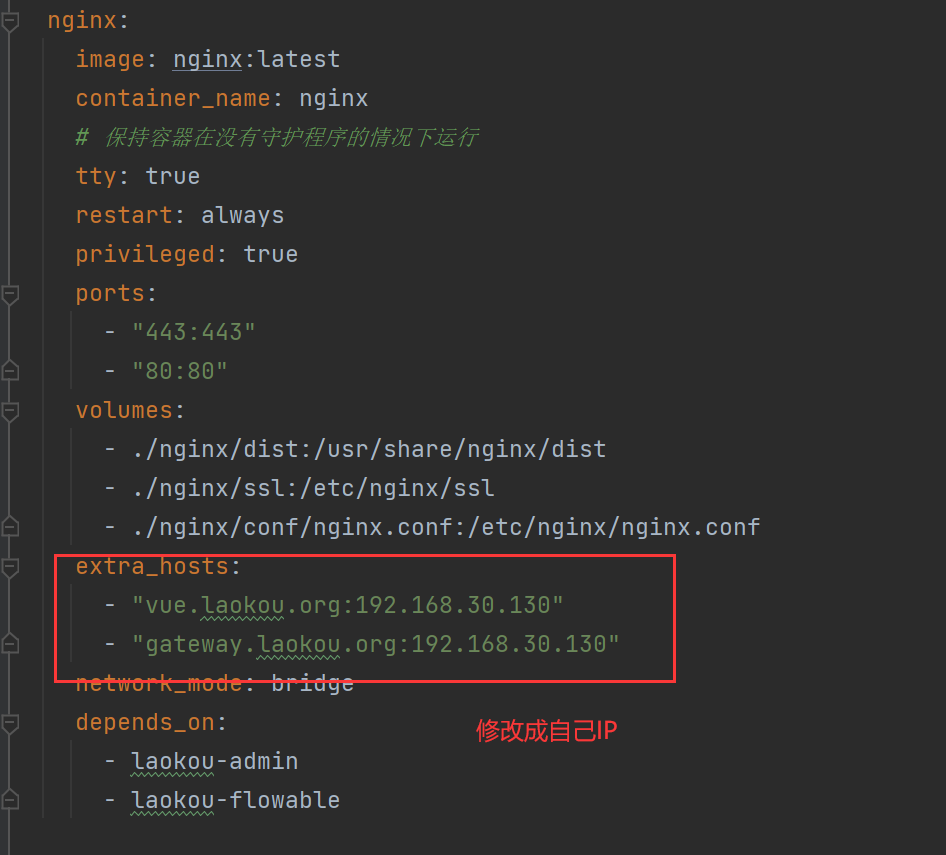 nginx:
image: nginx:latest
container_name: nginx
# 保持容器在没有守护程序的情况下运行
tty: true
restart: always
privileged: true
ports:
- "443:443"
- "80:80"
volumes:
- ./nginx/dist:/usr/share/nginx/dist
- ./nginx/ssl:/etc/nginx/ssl
- ./nginx/conf/nginx.conf:/etc/nginx/nginx.conf
extra_hosts:
- "vue.laokou.org:192.168.30.130"
- "gateway.laokou.org:192.168.30.130"
network_mode: bridge
depends_on:
修改成自己IP
- laokou-admin
- laokou-flowable